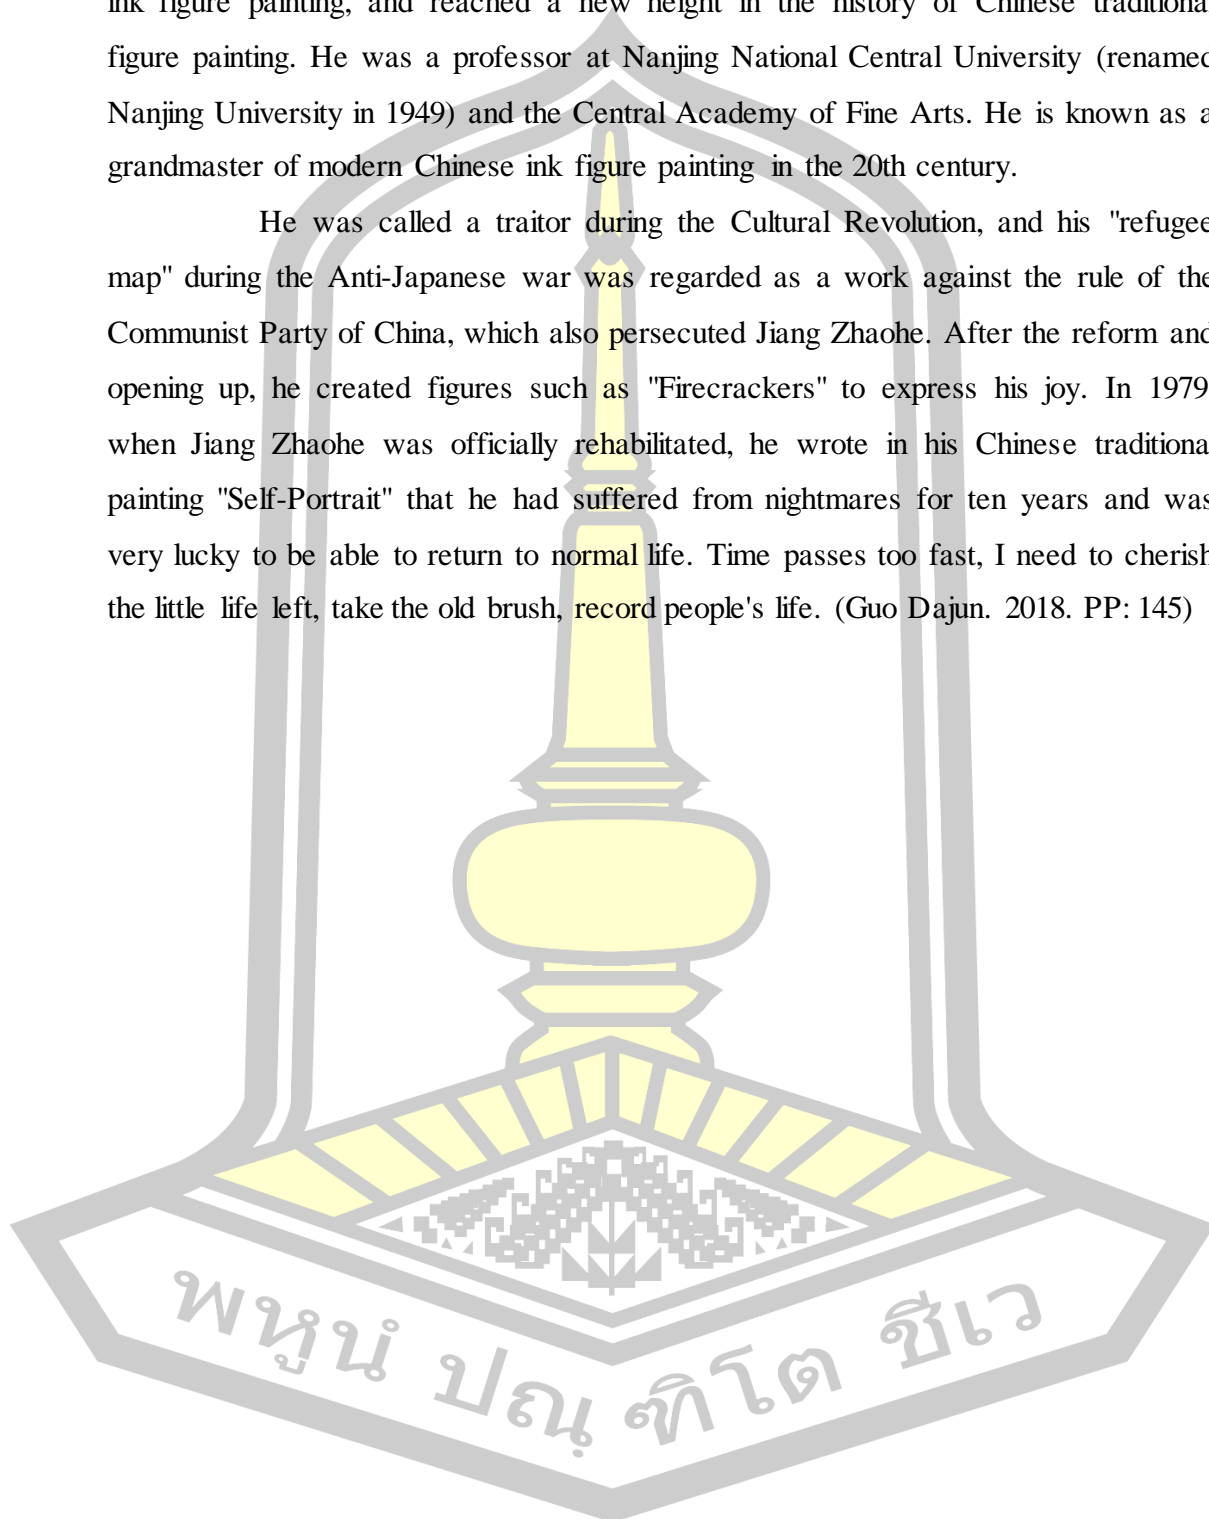 ink figure painting, and reached a new height in the history of Chinese traditional
figure painting. He was a professor at Nanjing National Central University (renamed
Nanjing University in 1949) and the Central Academy of Fine Arts. He is known as a
grandmaster of modern Chinese ink figure painting in the 20th century.
He was called a traitor during the Cultural Revolution, and his "refugee
map" during the Anti-Japanese war was regarded as a work against the rule of the
Communist Party of China, which also persecuted Jiang Zhaohe. After the reform and
opening up, he created figures such as "Firecrackers" to express his joy. In 1979
when Jiang Zhaohe was officially rehabilitated, he wrote in his Chinese traditional
painting "Self-Portrait" that he had suffered from nightmares for ten years and was
very lucky to be able to return to normal life. Time passes too fast, I need to cherish
the little life left, take the old brush, record people's life. (Guo Dajun. 2018. PP: 145)
พหูนํ ปณฺฑิโต ชีเว